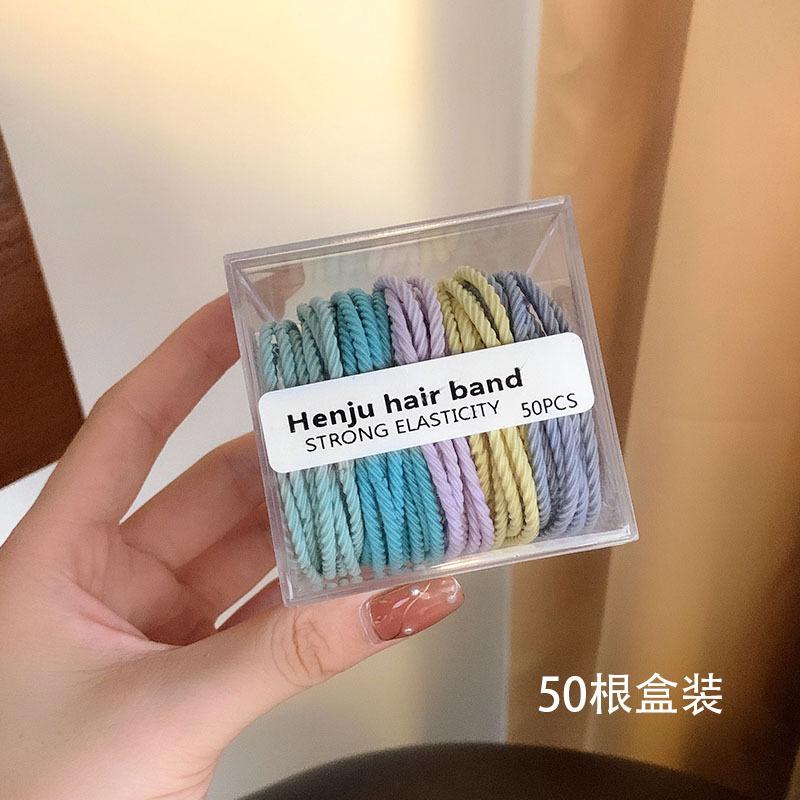 Henju hair band
STRONG ELASTICITY 50PCS
50根盒装